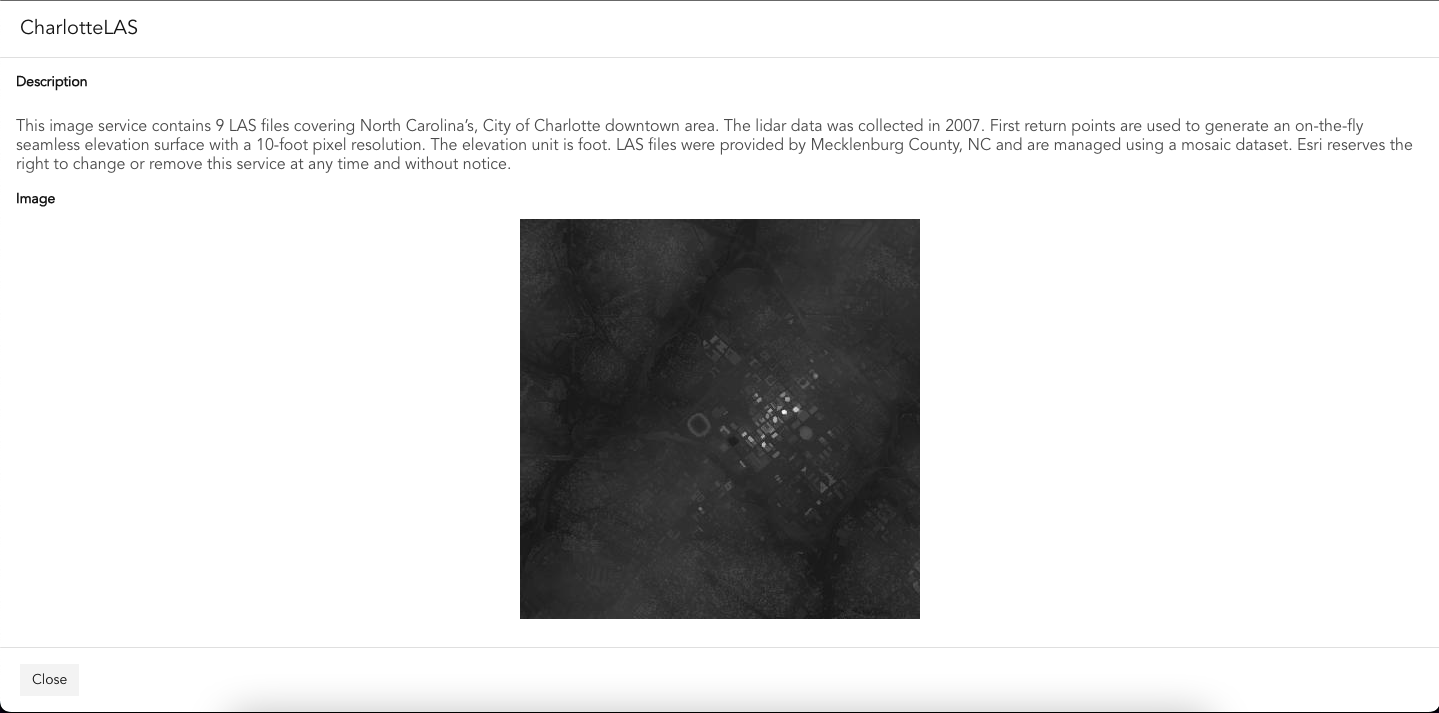 CharlotteLAS
Description
This image service contains 9 LAS files covering North Carolina’s, City of Charlotte downtown area. The lidar data was collected in 2007. First return points are used to generate an on-the-fly
seamless elevation surface with a 10-foot pixel resolution. The elevation unit is foot. LAS files were provided by Mecklenburg County, NC and are managed using a mosaic dataset. Esri reserves the
right to change or remove this service at any time and without notice.
Image
Close